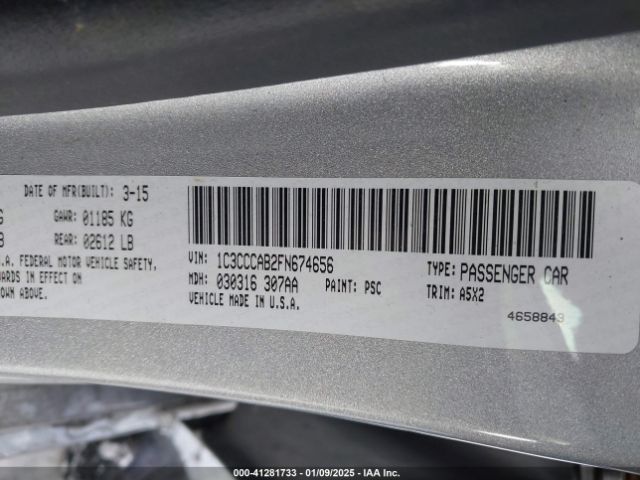 DATE OF MFR(BUILT): 3-15
GAWR: 01185 KG
REAR: 02612 LB
.A. FEDERAL MOTOR VEHICLE SAFETY,
ARDS IN EFFECT ON
OWN ABOVE.
VIN: 1C3CCCAB2FN674656
TYPE: PASSENGER CAR
MDH: 030316 307AA
PAINT: PSC
TRIM: A5X2
VEHICLE MADE IN U.S.A.
4658843
000-41281733 - 01/09/2025 - IAA Inc.